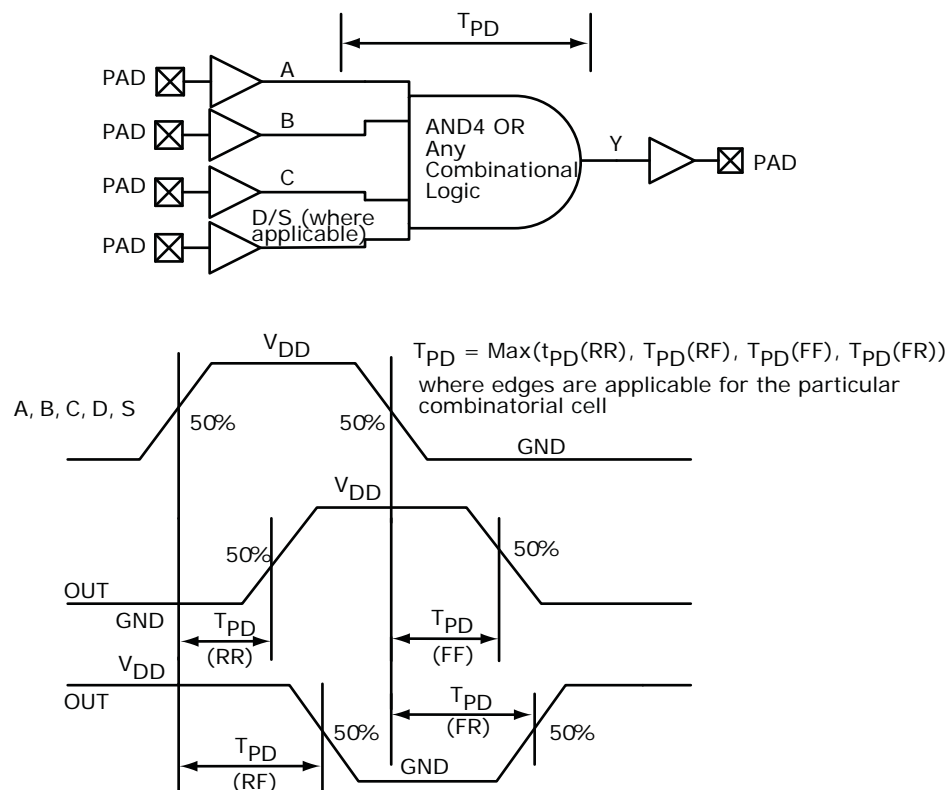 TPD
PAD
A
PAD
B
PAD
C
D/S (where
applicable)
PAD
AND4 OR
Any
Combinational
Logic
Y
PAD
VDD
TPD = Max(tPD(RR), TPD(RF), TPD(FF), TPD(FR))
where edges are applicable for the particular
combinatorial cell
A, B, C, D, S
50%
50%
GND
VDD
50%
50%
OUT
GND
TPD
(RR)
TPD
(FF)
VDD
OUT
TPD
(FR)
50%
50%
TPD
(RF)
GND